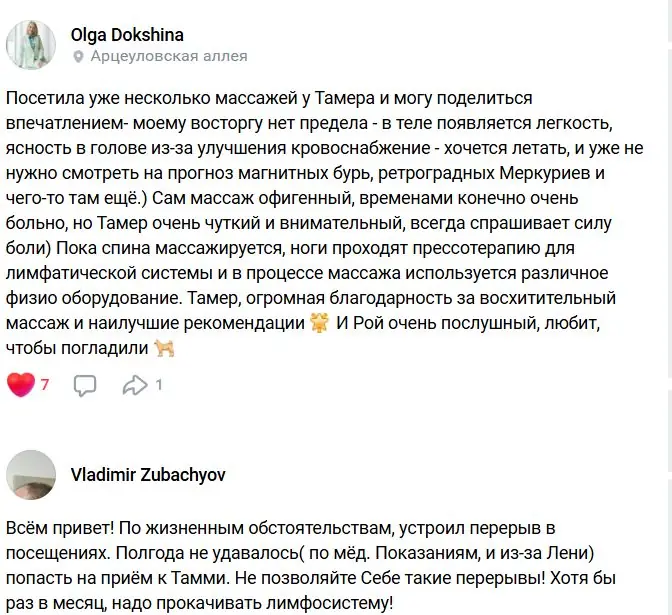 Olga Dokshina
Арцеуловская аллея
Посетила уже несколько массажей у Тамера и могу поделиться
впечатлением- моему восторгу нет предела - в теле появляется легкость,
ясность в голове из-за улучшения кровоснабжение - хочется летать, и уже не
нужно смотреть на прогноз магнитных бурь, ретроградных Меркуриев и
чего-то там ещё.) Сам массаж офигенный, временами конечно очень
больно, но Тамер очень чуткий и внимательный, всегда спрашивает силу
боли) Пока спина массажируется, ноги проходят прессотерапию для
лимфатической системы и в процессе массажа используется различное
физио оборудование. Тамер, огромная благодарность за восхитительный
массаж и наилучшие рекомендации 🌟 И Рой очень послушный, любит,
чтобы погладили 🐕
7 1
Vladimir Zubachyov
Всём привет! По жизненным обстоятельствам, устроил перерыв в
посещениях. Полгода не удавалось( по мёд. Показаниям, и из-за Лени)
попасть на приём к Тамми. Не позволяйте Себе такие перерывы! Хотя бы
раз в месяц, надо прокачивать лимфосистему!